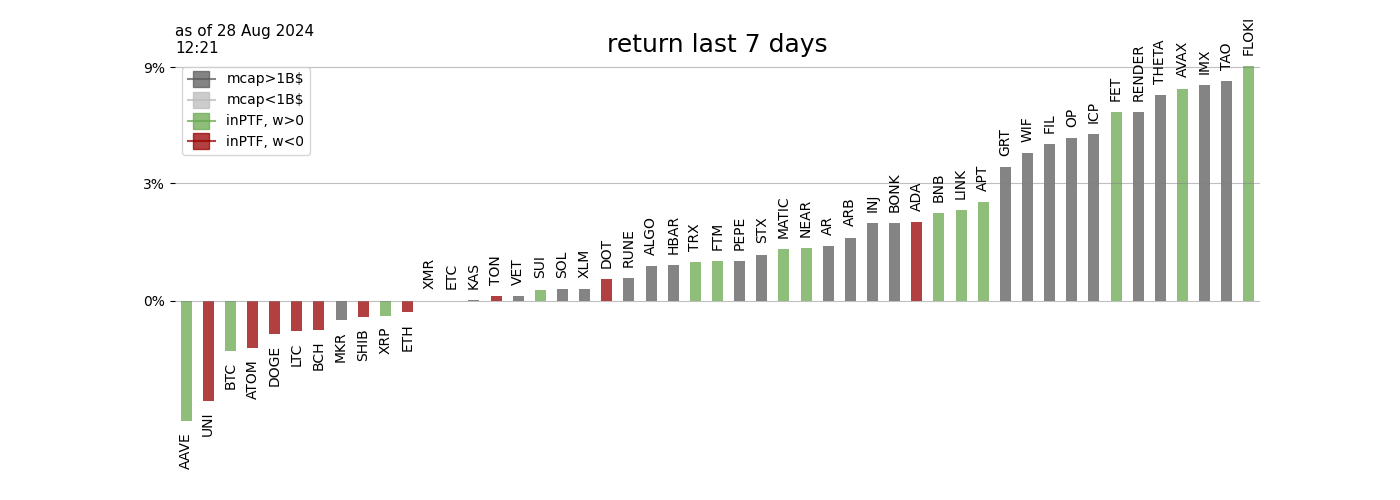 as of 28 Aug 2024
12:21
return last 7 days
9%
3%
0%
mcap>1B$
mcap<1B$
inPTF, w>0
inPTF, w<0
AAVE
UNI
BTC
ATOM
DOGE
LTC
BCH
MKR
SHIB
XRP
ETH
XMR
ETC
KAS
TON
VET
SUI
SOL
XLM
DOT
RUNE
ALGO
HBAR
TRX
FTM
PEPE
STX
MATIC
NEAR
AR
ARB
INJ
BONK
ADA
BNB
LINK
APT
GRT
WIF
FIL
OP
ICP
FET
RENDER
THETA
AVAX
IMX
TAO
FLOKI